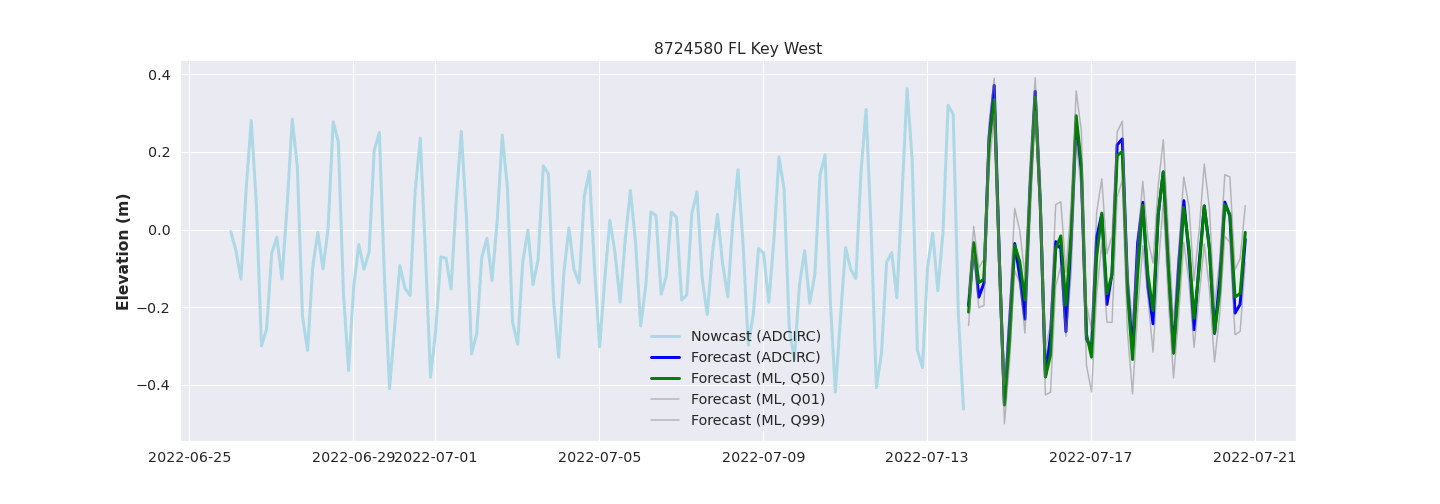 8724580 FL Key West
0.4
0.2
0.0
−0.2
−0.4
Elevation (m)
Nowcast (ADCIRC)
Forecast (ADCIRC)
Forecast (ML, Q50)
Forecast (ML, Q01)
Forecast (ML, Q99)
2022-06-25 2022-06-29 2022-07-01 2022-07-05 2022-07-09 2022-07-13 2022-07-17 2022-07-21